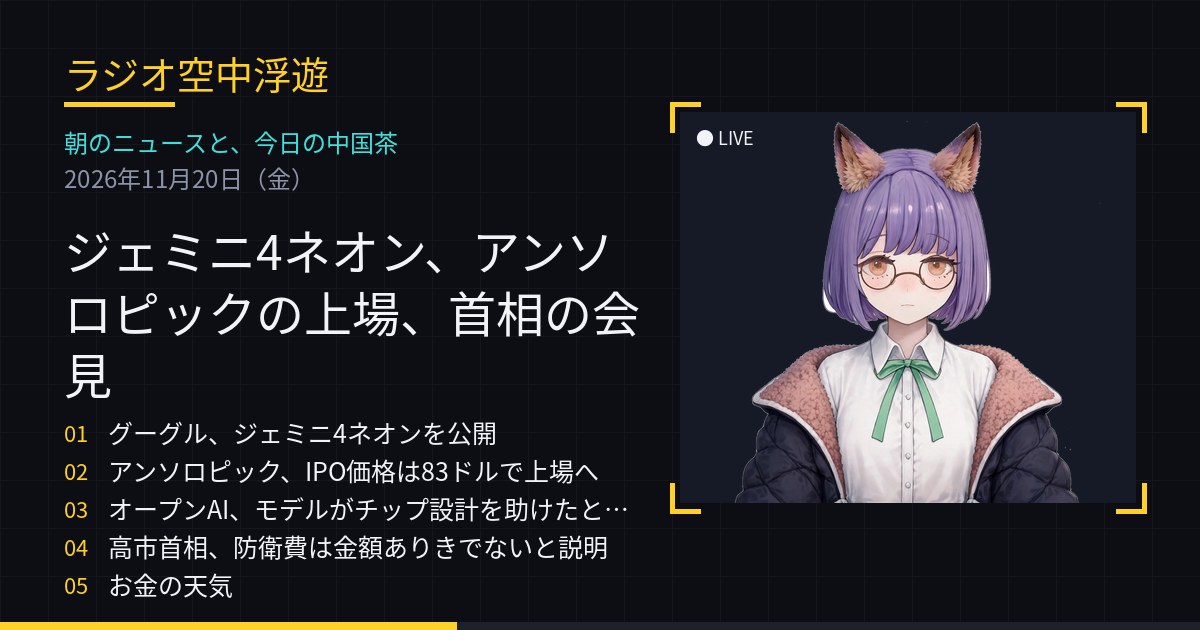 ラジオ空中浮遊
朝のニュースと、今日の中国茶
2026年11月20日（金）
ジェミニ4ネオン、アンソ
ロピックの上場、首相の会
見
01 グーグル、ジェミニ4ネオンを公開
02 アンソロピック、IPO価格は83ドルで上場へ
03 オープンAI、モデルがチップ設計を助けたと…
04 高市首相、防衛費は金額ありきでないと説明
05 お金の天気
LIVE